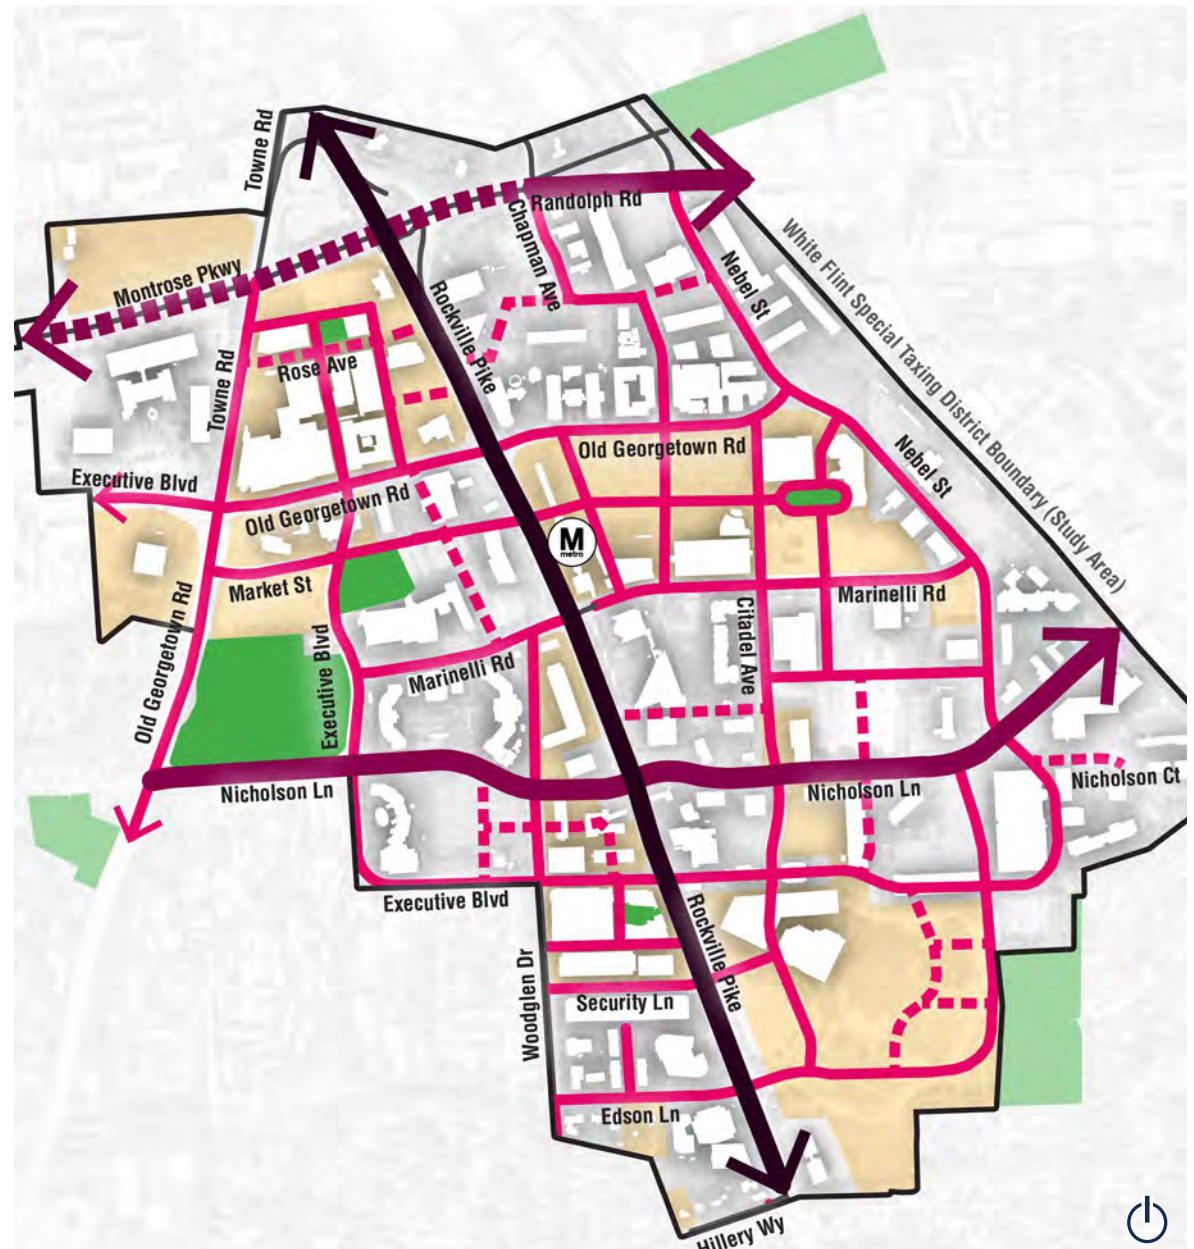 Towne Rd
Randolph Rd
Chapman Ave
White Flint Special Taxing District Boundary (Study Area)
Montrose Pkwy
Nebel St
Rockville Pike
Towne Rd
Rose Ave
Old Georgetown Rd
Nebel St
Executive Blvd
Old Georgetown Rd
M
metro
Market St
Marinelli Rd
Old Georgetown Rd
Executive Blvd
Marinelli Rd
Citadel Ave
Nicholson Ln
Nicholson Ln
Nicholson Ct
Executive Blvd
Rockville Pike
Woodglen Dr
Security Ln
Edson Ln
Hillery Wy